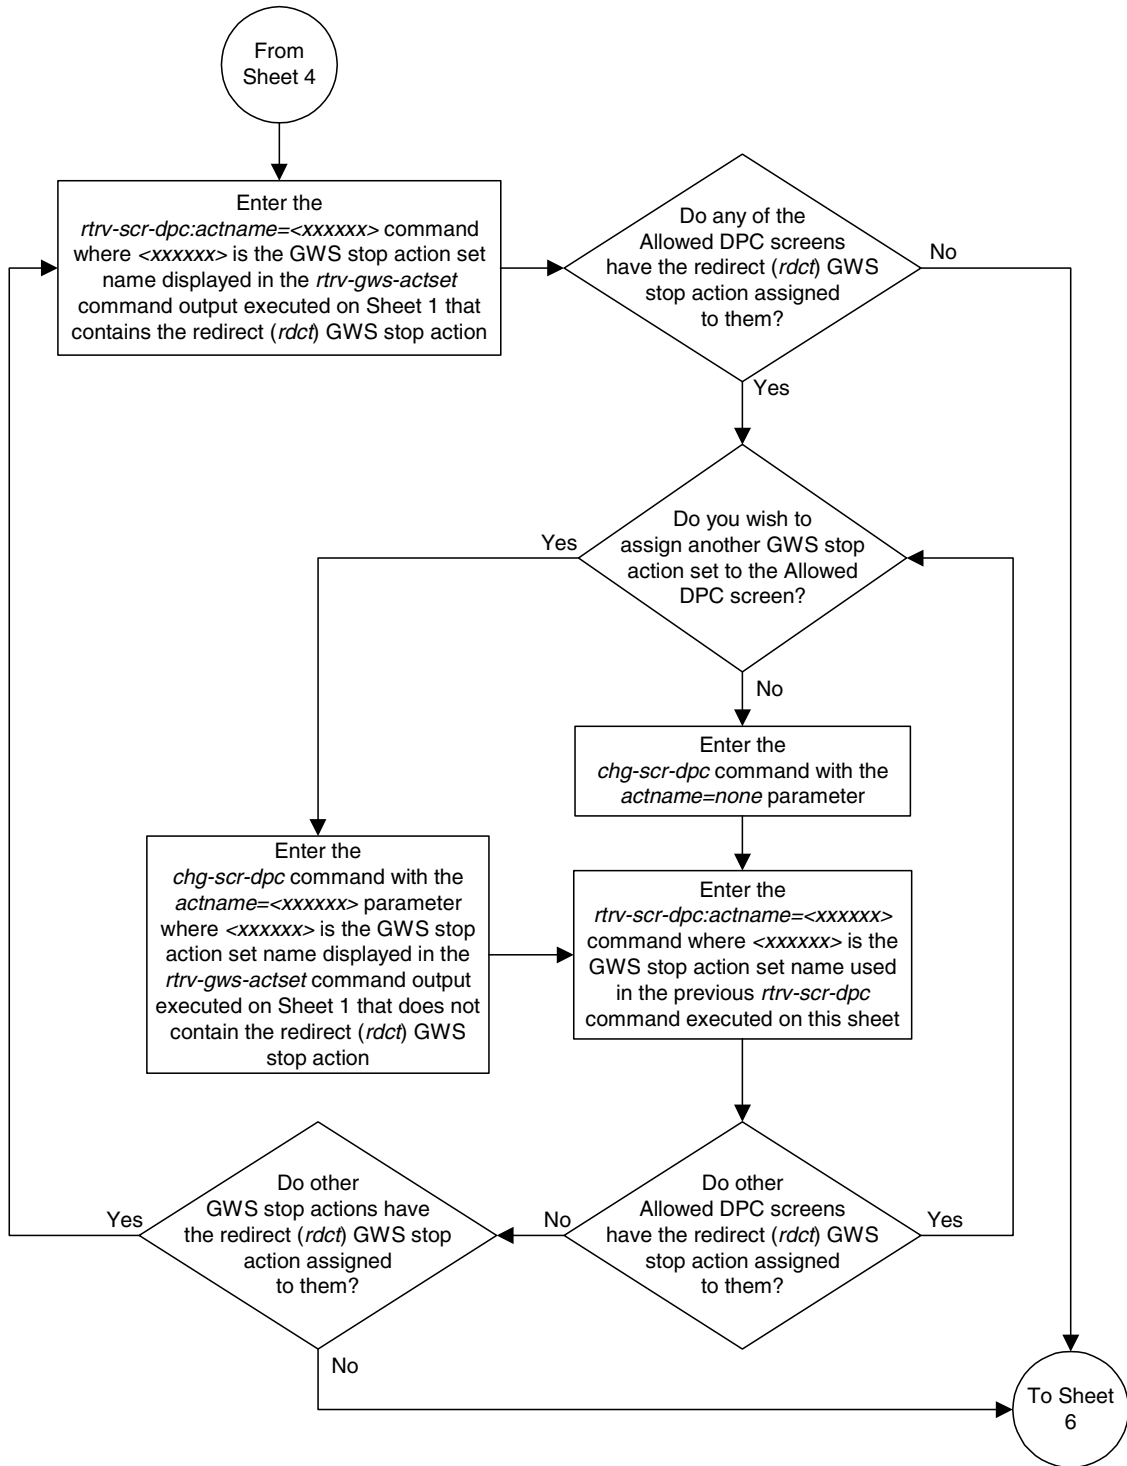 From
Sheet 4
Enter the
rtrv-scr-dpc:actname=<xxxxxx> command
where <xxxxxx> is the GWS stop action set
name displayed in the rtrv-gws-actset
command output executed on Sheet 1 that
contains the redirect (rdct) GWS stop action
Do any of the
Allowed DPC screens
have the redirect (rdct) GWS
stop action assigned
to them?
No
Yes
Do you wish to
assign another GWS stop
action set to the Allowed
DPC screen?
Yes
No
Enter the
chg-scr-dpc command with the
actname=none parameter
Enter the
chg-scr-dpc command with the
actname=<xxxxxx> parameter
where <xxxxxx> is the GWS stop
action set name displayed in the
rtrv-gws-actset command output
executed on Sheet 1 that does not
contain the redirect (rdct) GWS
stop action
Enter the
rtrv-scr-dpc:actname=<xxxxxx>
command where <xxxxxx> is the
GWS stop action set name used
in the previous rtrv-scr-dpc
command executed on this sheet
Do other
Allowed DPC screens
have the redirect (rdct) GWS
stop action assigned
to them?
Yes
No
Do other
GWS stop actions have
the redirect (rdct) GWS stop
action assigned
to them?
Yes
No
To Sheet
6